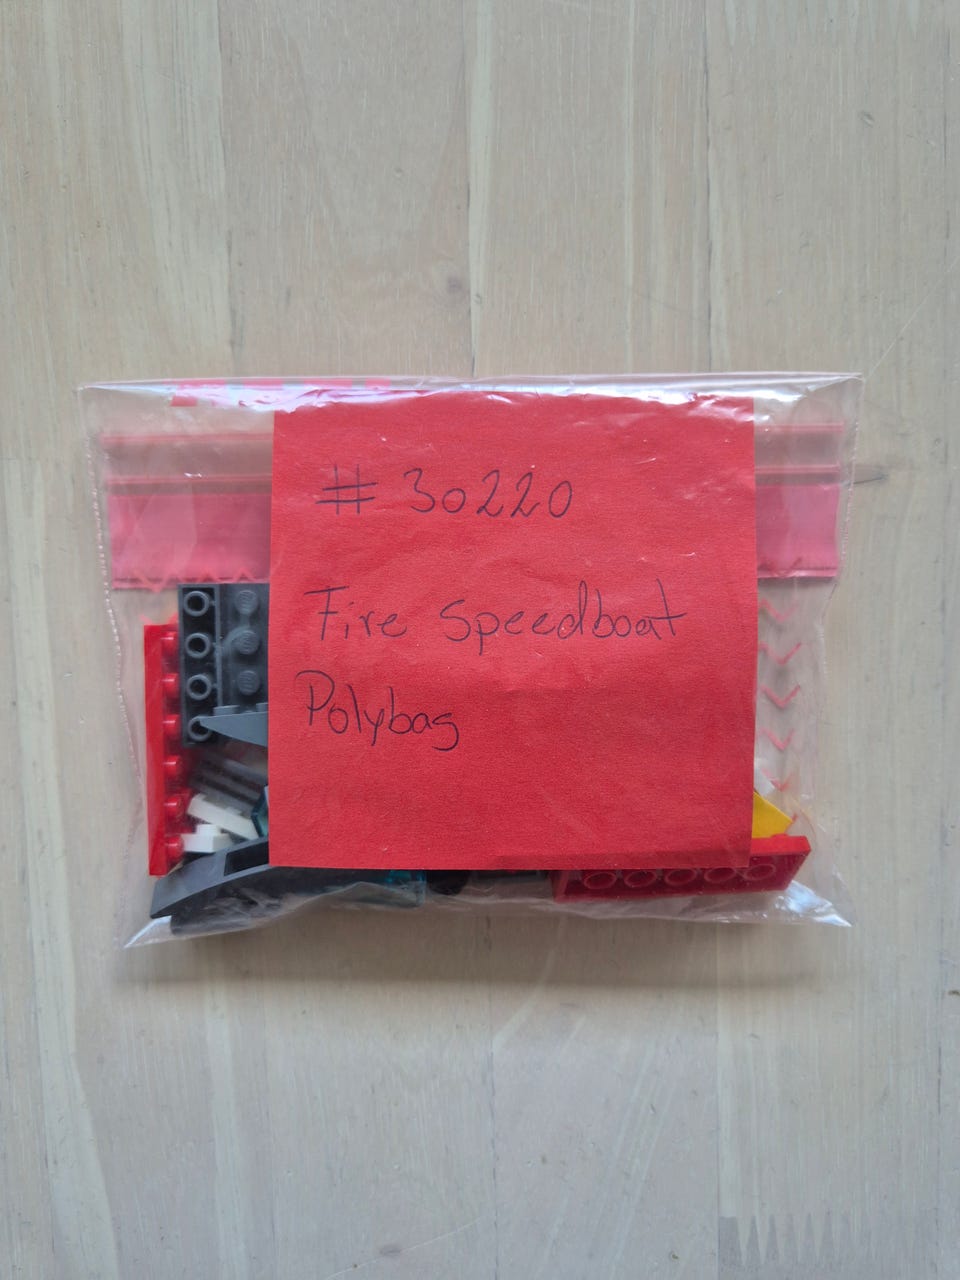 # 30220
Fire speedboat
Polybag